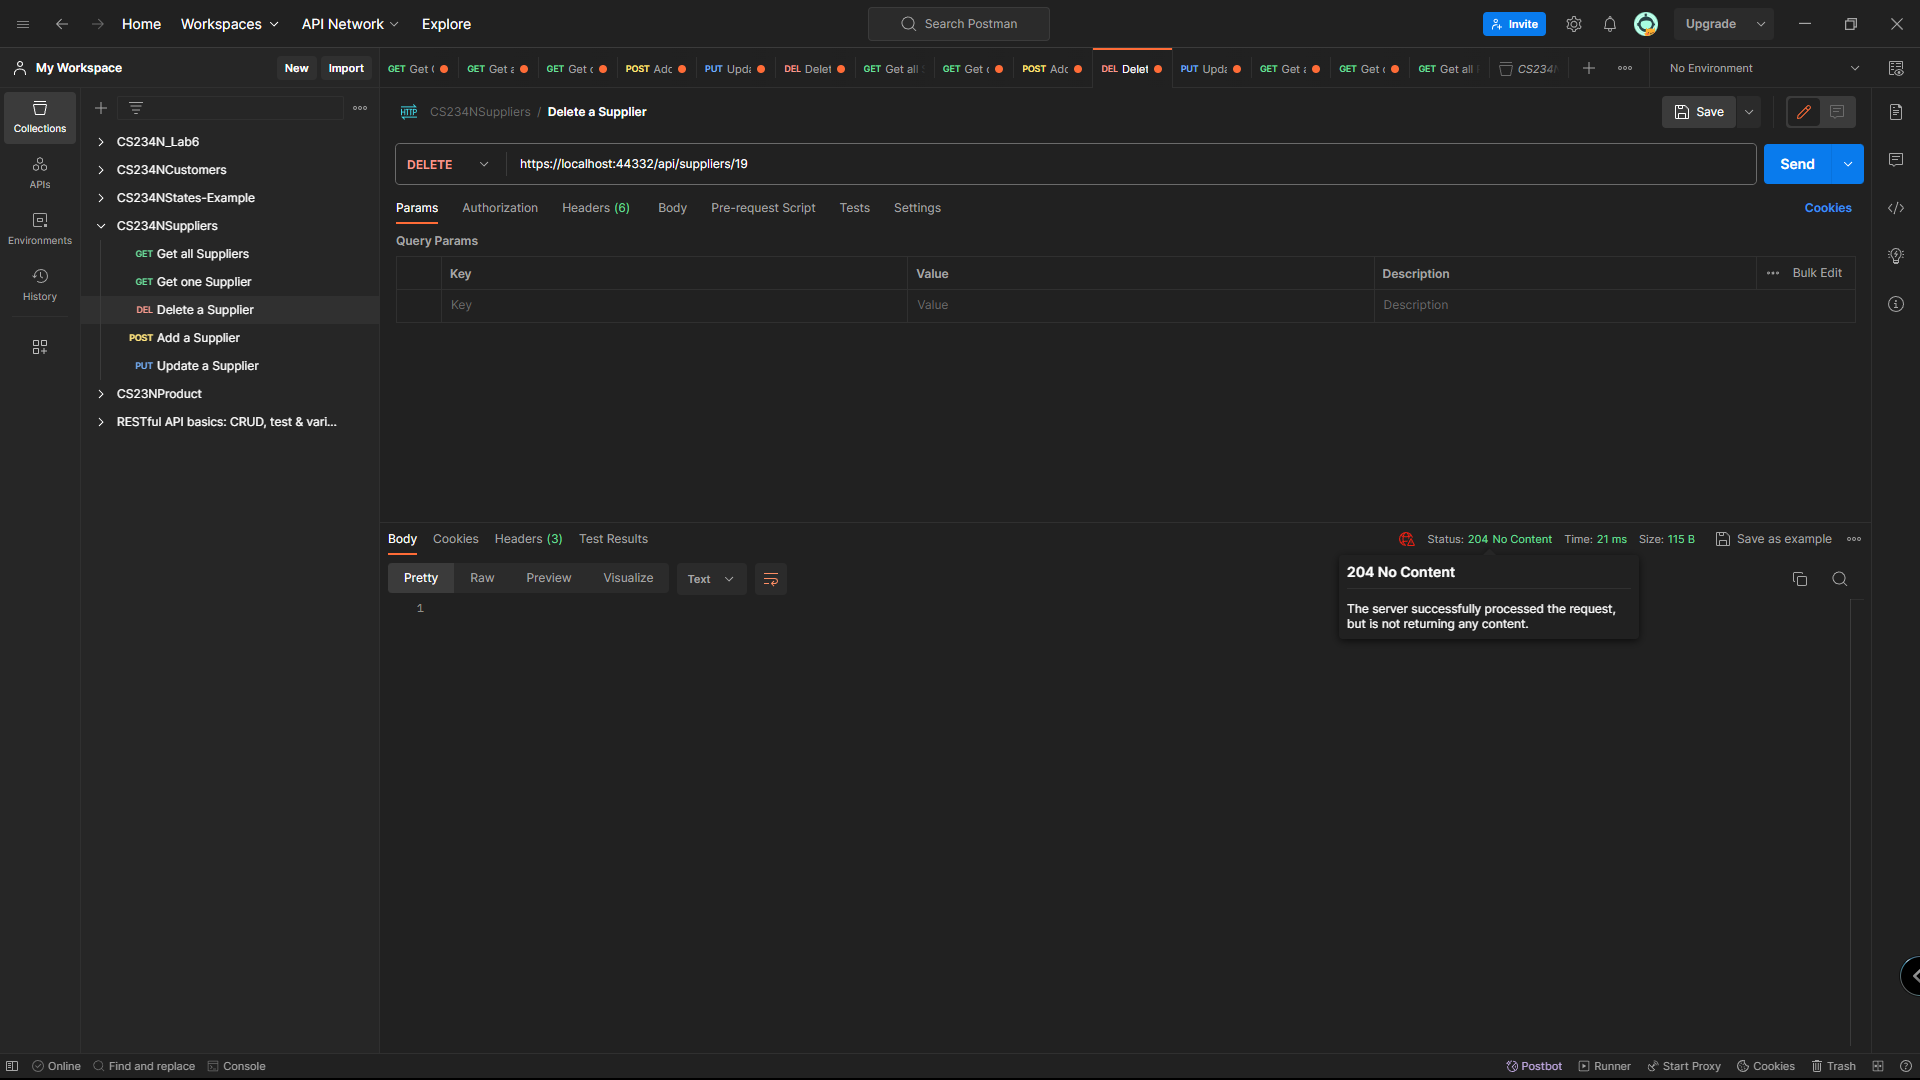 Home
Workspaces
API Network
Explore
Search Postman
Invite
Upgrade
My Workspace
New
Import
GET Get
GET Get
GET Get
POST Adc
PUT Upd
DEL Delet
GET Get all
GET Get
POST Adc
DEL Delet
PUT Upd
GET Get
GET Get
GET Get all
CS234N
No Environment
Collections
APIs
Environments
History
CS234N_Lab6
CS234NCustomers
CS234NStates-Example
CS234NSuppliers
GET Get all Suppliers
GET Get one Supplier
DEL Delete a Supplier
POST Add a Supplier
PUT Update a Supplier
CS23NProduct
RESTful API basics: CRUD, test & vari...
HTTP CS234NSuppliers / Delete a Supplier
Save
DELETE
https://localhost:44332/api/suppliers/19
Send
Params Authorization Headers (6) Body Pre-request Script Tests Settings
Cookies
Query Params
Key Value Description
Bulk Edit
Key Value Description
Body Cookies Headers (3) Test Results
Status: 204 No Content Time: 21 ms Size: 115 B
Save as example
Pretty Raw Preview Visualize
Text
1
204 No Content
The server successfully processed the request,
but is not returning any content.
Online
Find and replace
Console
Postbot
Runner
Start Proxy
Cookies
Trash